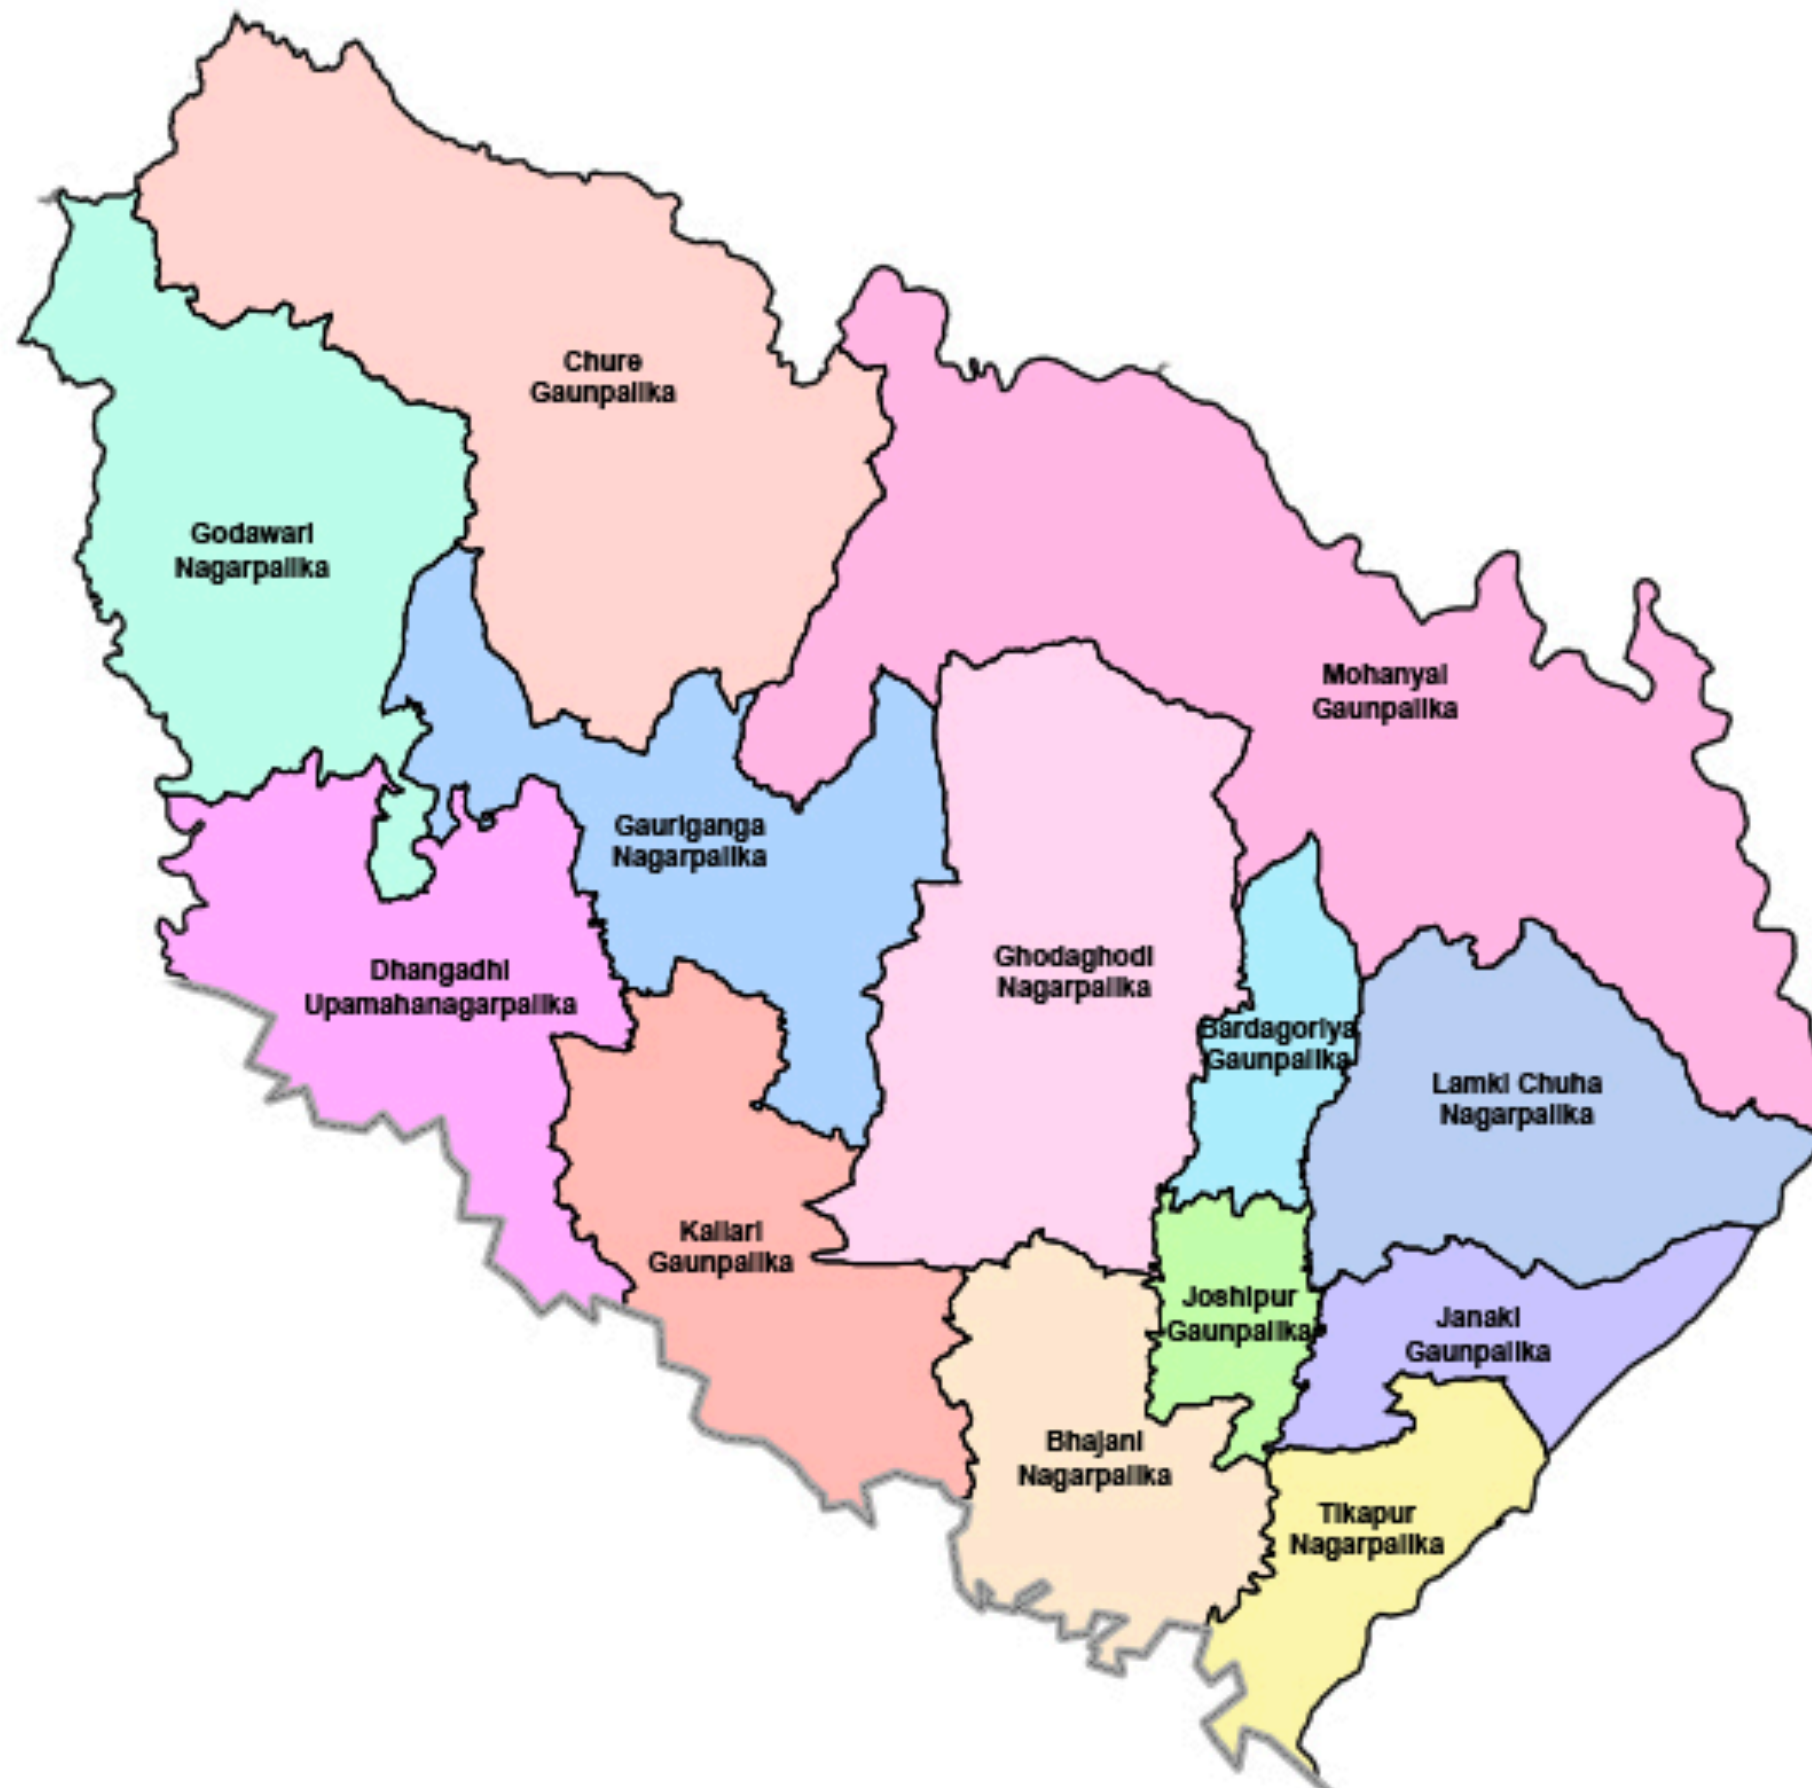 Chure
Gaunpalika
Godawari
Nagarpalika
Mohanyal
Gaunpalika
Gauriganga
Nagarpalika
Dhangadhi
Upamahanagarpalika
Ghodaghodi
Nagarpalika
Bardagoriya
Gaunpalika
Lamki Chuha
Nagarpalika
Kailari
Gaunpalika
Joshipur
Gaunpalika
Janaki
Gaunpalika
Bhajani
Nagarpalika
Tikapur
Nagarpalika